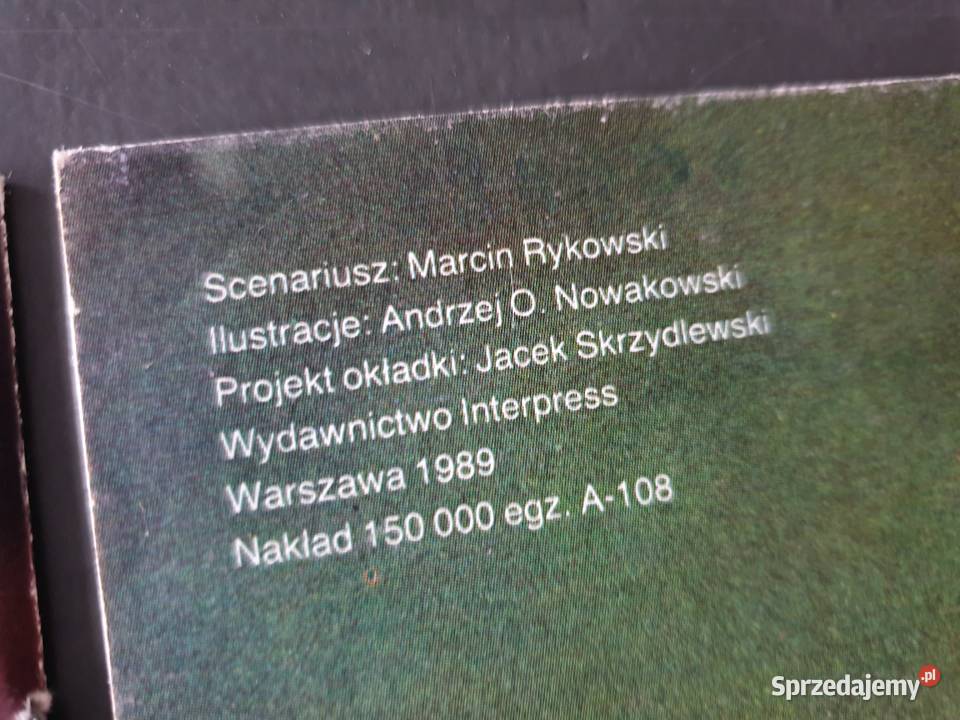 Scenariusz: Marcin Rykowski
Ilustracje: Andrzej O. Nowakowski
Projekt okładki: Jacek Skrzydlewski
Wydawnictwo Interpress
Warszawa 1989
Nakład 150 000 egz. A-108
Sprzedajemy.pl